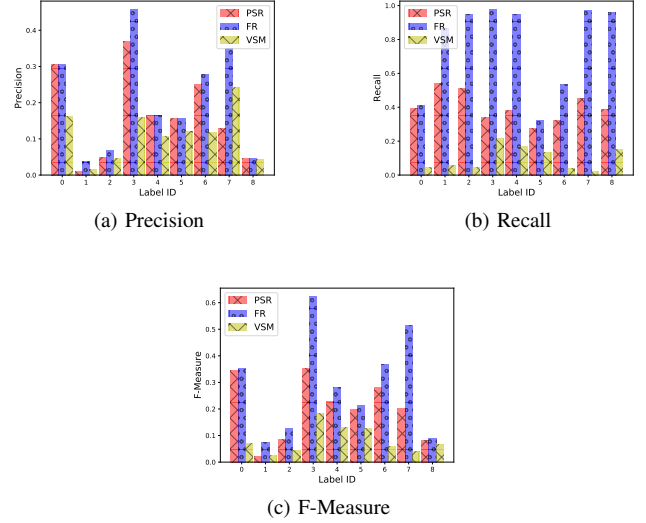 PSR
FR
VSM
Precision
0.4
0.3
0.2
0.1
0.0
0 1 2 3 4 5 6 7 8
Label ID
(a) Precision
PSR
FR
VSM
Recall
1.0
0.8
0.6
0.4
0.2
0.0
0 1 2 3 4 5 6 7 8
Label ID
(b) Recall
PSR
FR
VSM
F-Measure
0.6
0.5
0.4
0.3
0.2
0.1
0.0
0 1 2 3 4 5 6 7 8
Label ID
(c) F-Measure